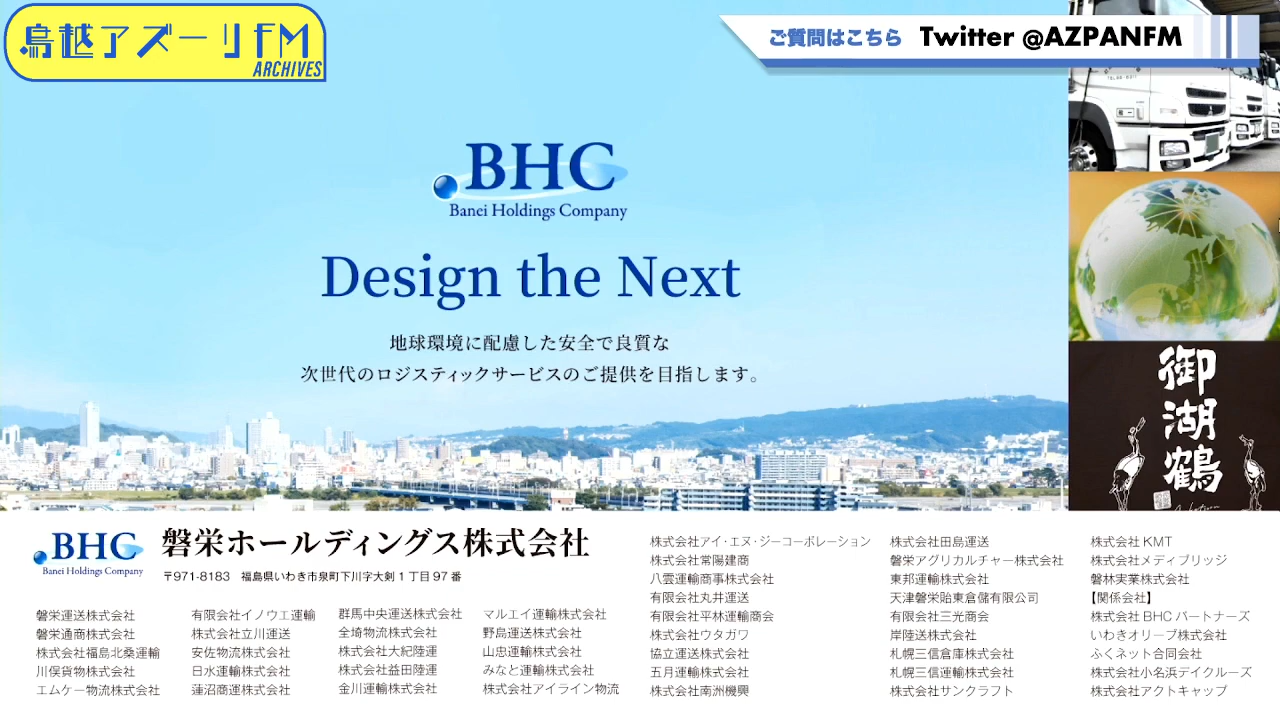 鳥越アズーリFM
ARCHIVES
ご質問はこちら Twitter @AZPANFM
BHC
Banei Holdings Company
Design the Next
地球環境に配慮した安全で良質な
次世代のロジスティックサービスのご提供を目指します。
御湖鶴
BHC
Banei Holdings Company
磐栄ホールディングス株式会社
〒971-8183 福島県いわき市泉町下川字大剣1丁目97番
磐栄運送株式会社
磐栄通商株式会社
株式会社福島北桑運輸
川俣貨物株式会社
エムケー物流株式会社
有限会社イノウエ運輸
株式会社立川運送
安佐物流株式会社
日水運輸株式会社
蓮沼商運株式会社
群馬中央運送株式会社
全埼物流株式会社
株式会社大紀陸運
株式会社益田陸運
金川運輸株式会社
マルエイ運輸株式会社
野島運送株式会社
山忠運輸株式会社
みなと運輸株式会社
株式会社アイライン物流
株式会社アイ・エヌ・ジーコーポレーション
株式会社常陽建商
八雲運輸商事株式会社
有限会社丸井運送
有限会社平林運輸商会
株式会社ウタガワ
協立運送株式会社
五月運輸株式会社
株式会社南洲機興
株式会社田島運送
磐栄アグリカルチャー株式会社
東邦運輸株式会社
天津磐栄貽東倉儲有限公司
有限会社三光商会
岸陸送株式会社
札幌三信倉庫株式会社
札幌三信運輸株式会社
株式会社サンクラフト
株式会社KMT
株式会社メディブリッジ
磐林実業株式会社
【関係会社】
株式会社BHCパートナーズ
いわきオリーブ株式会社
ふくネット合同会社
株式会社小名浜デイクルーズ
株式会社アクトキャップ